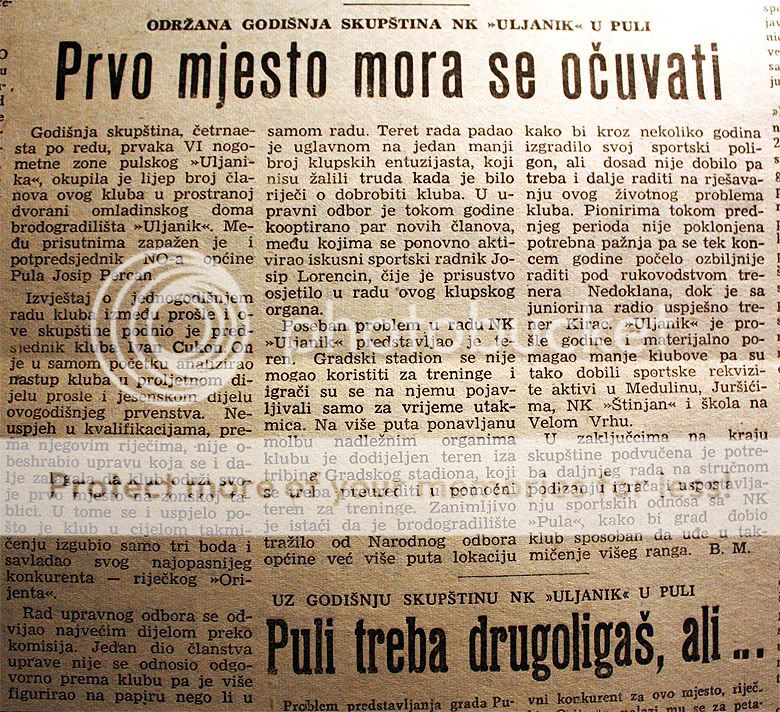 ODRŽANA GODIŠNJA SKUPŠTINA NK »ULJANIK« U PULI
Prvo mjesto mora se očuvati
Godišnja skupština, četrnae-
sta po redu, prvaka VI nogo-
metne zone pulskog »Uljani-
ka«, okupila je lijep broj čla-
nova ovog kluba u prostranoj
dvorani omladinskog doma
brodogradilišta »Uljanik«. Me-
đu prisutnima zapažen je i
potpredsjednik NO-a općine
Pula Josip Percan.
Izvještaj o jednogodišnjem
radu kluba između prošle i o-
ve skupštine podnio je pred-
sjednik kluba Ivan Cukon. On
je u samom početku analizirao
nastup kluba u proljetnom di-
jelu prošle i jesenskom dijelu
ovogodišnjeg prvenstva. Ne-
uspjeh u kvalifikacijama, pre-
ma njegovim riječima, nije o-
beshrabrio upravu koja se i da-
lje
je
blici. U tome se i uspjelo po-
što je klub u cijelom takmi-
čenju izgubio samo tri boda i
savladao svog najopasnijeg
konkurenta — riječkog »Ori-
jenta«.
Rad upravnog odbora se od-
vijao najvećim dijelom preko
komisija. Jedan dio članstva
uprave nije se odnosio odgo-
vorno prema klubu pa je više
figurirao na papiru nego li u
samom radu. Teret rada padao
je uglavnom na jedan manji
broj klupskih entuzijasta, koji
nisu žalili truda kada je bilo
riječi o dobrobiti kluba. U u-
pravni odbor je tokom godine
kooptirano par novih članova,
među kojima se ponovno akti-
virao iskusni sportski radnik Jo-
sip Lorencin, čije je prisustvo
osjetilo u radu ovog klupskog
organa.
Poseban problem u radu NK
»Uljanik« predstavljao je te-
ren. Gradski stadion se nije
mogao koristiti za treninge i
igrači su se na njemu pojav-
ljivali samo za vrijeme utak-
mica. Na više puta ponavljanu
molbu nadležnim organima
klubu je dodijeljen teren iza
tribina Gradskog stadiona, koji
se treba preurediti u pomoćni
teren za treninge. Zanimljivo
je istaći da je brodogradilište
tražilo od Narodnog odbora
općine već više puta lokaciju
kako bi kroz nekoliko godina
izgradilo svoj sportski poli-
gon, ali dosad nije dobilo pa
treba i dalje raditi na rješava-
nju ovog životnog problema
kluba. Pionirima tokom pred-
njeg perioda nije poklonjena
potrebna pažnja pa se tek kon-
cem godine počelo ozbiljnije
raditi pod rukovodstvom tre-
nera Nedoklana, dok je sa
juniorima radio uspješno tre-
ner Kirac. »Uljanik« je pro-
šle godine i materijalno po-
magao manje klubove pa su
tako dobili sportske rekvizi-
te aktivi u Medulinu, Juršići-
ma, NK »Štinjan« i škola na
Velom Vrhu.
U zaključcima na kraju
skupštine podvučena je potre-
ba daljnjeg rada na stručnom
podizanju igrača i uspostavlja-
nju sportskih odnosa sa NK
»Pula«, kako bi grad dobio
klub sposoban da uđe u tak-
mičenje višeg ranga. B. M.
UZ GODIŠNJU SKUPŠTINU NK »ULJANIK« U PULI
Puli treba drugoligaš, ali ...
Problem predstavljanja grada Pu-
vni konkurent za ovo mjesto, riječ-
photobucket
Protect more of your memories for less!